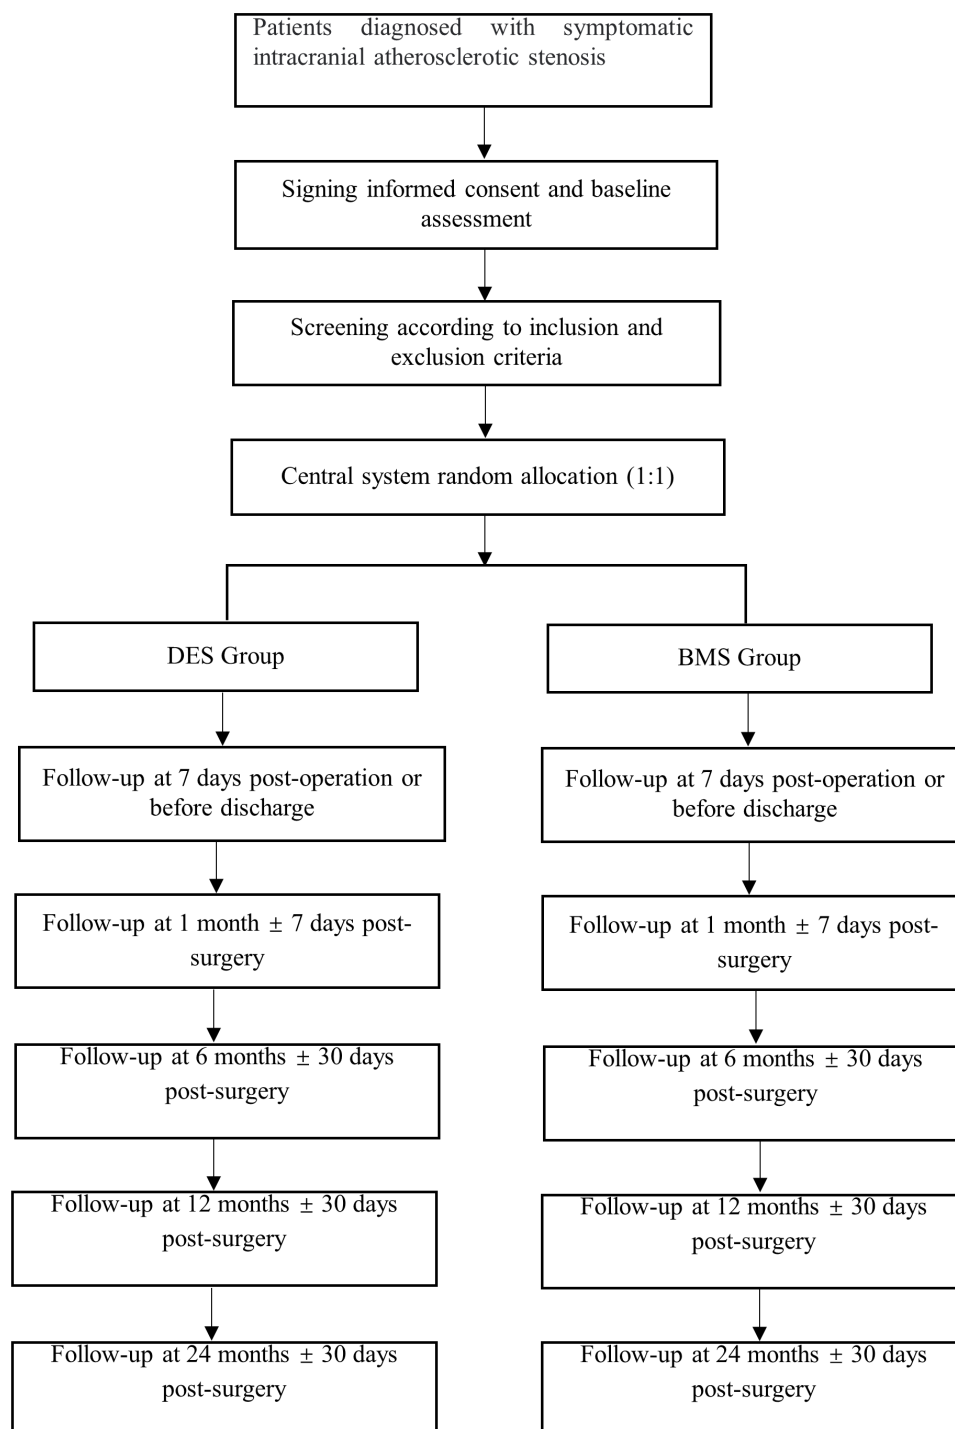 Patients diagnosed with symptomatic
intracranial atherosclerotic stenosis
Signing informed consent and baseline
assessment
Screening according to inclusion and
exclusion criteria
Central system random allocation (1:1)
DES Group
BMS Group
Follow-up at 7 days post-operation or
before discharge
Follow-up at 7 days post-operation or
before discharge
Follow-up at 1 month ± 7 days post-
surgery
Follow-up at 1 month ± 7 days post-
surgery
Follow-up at 6 months ± 30 days
post-surgery
Follow-up at 6 months ± 30 days
post-surgery
Follow-up at 12 months ± 30 days
post-surgery
Follow-up at 12 months ± 30 days
post-surgery
Follow-up at 24 months ± 30 days
post-surgery
Follow-up at 24 months ± 30 days
post-surgery